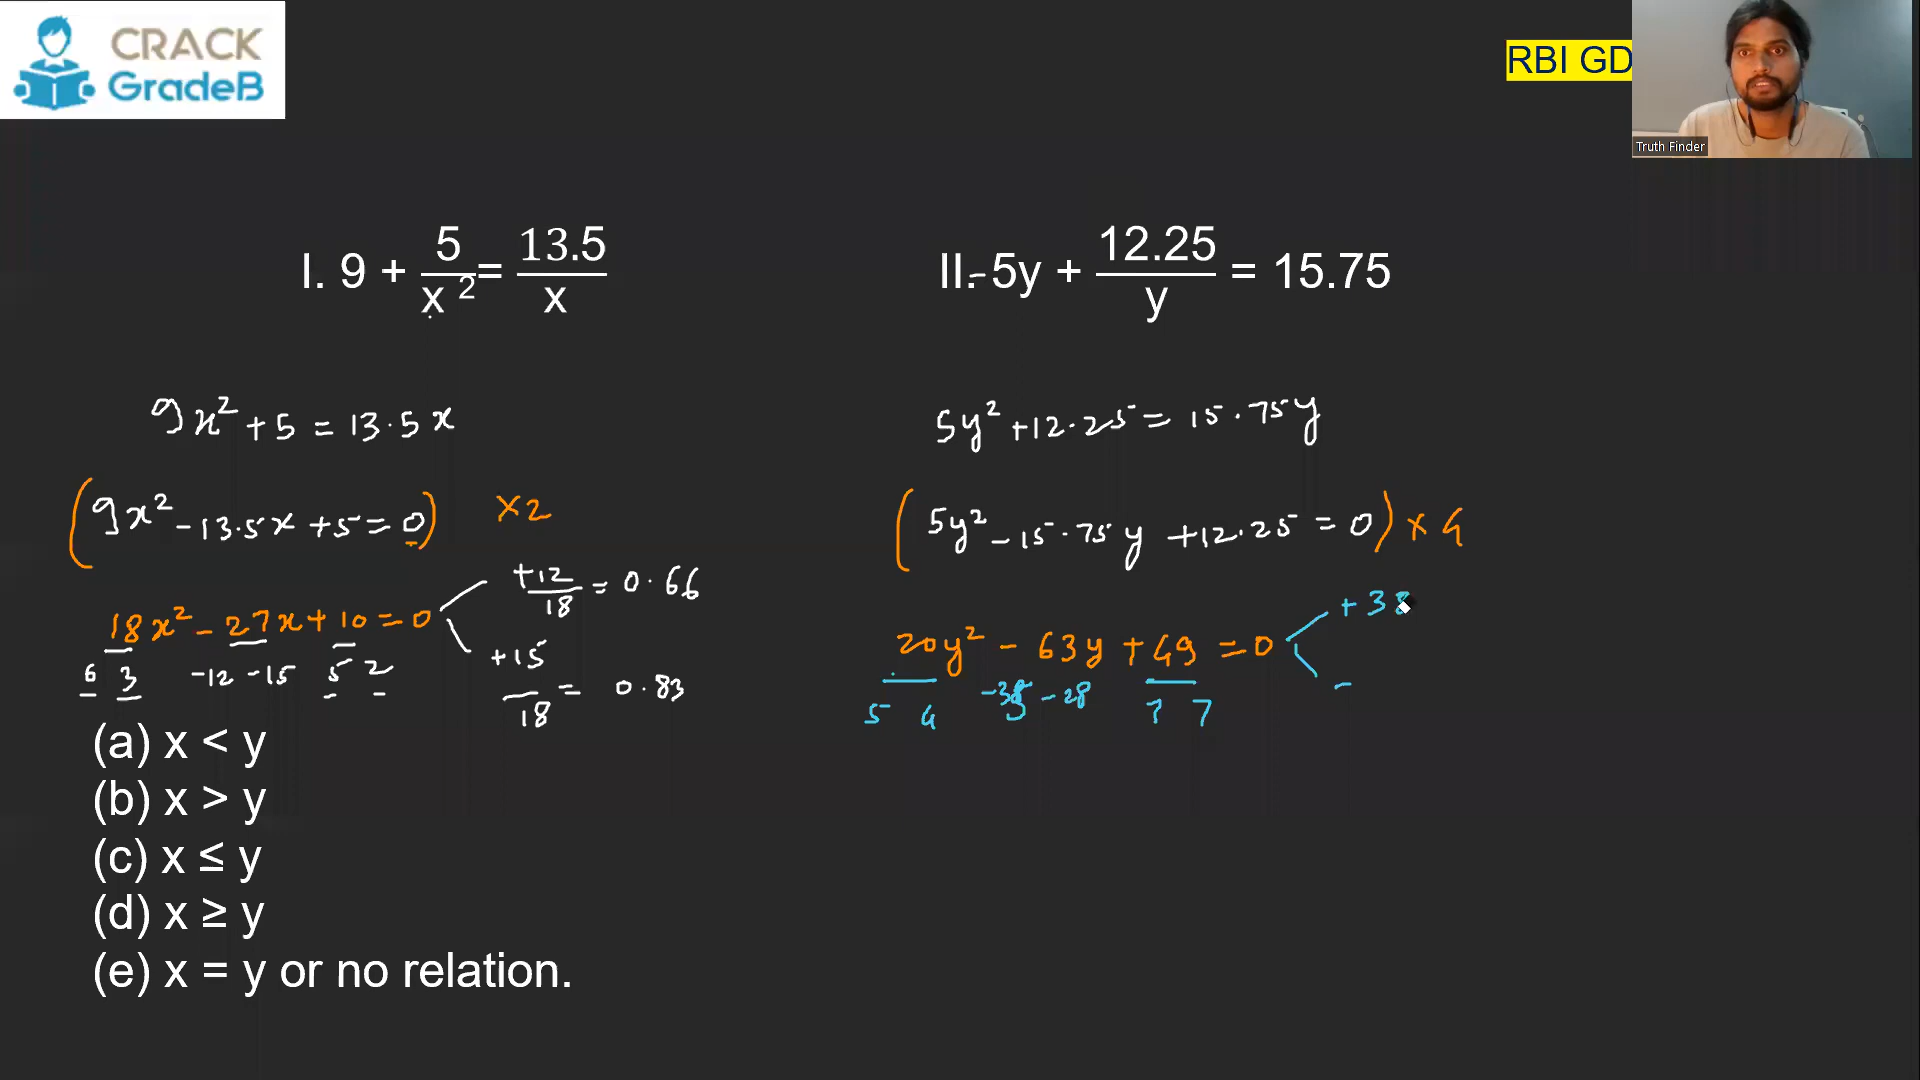 CRACK
GradeB
RBI GD
Truth Finder
I. 9 + 5/x² = 13.5/x
II. 5y + 12.25/y = 15.75
9x² + 5 = 13.5x
(9x² - 13.5x + 5 = 0) ×2
18x² - 27x + 10 = 0
6 3 -12 -15 5 2
+12/18 = 0.66
+15/18 = 0.83
5y² + 12.25 = 15.75y
(5y² - 15.75y + 12.25 = 0) × 4
20y² - 63y + 49 = 0
5 4 -28 7 7
(a) x < y
(b) x > y
(c) x ≤ y
(d) x ≥ y
(e) x = y or no relation.